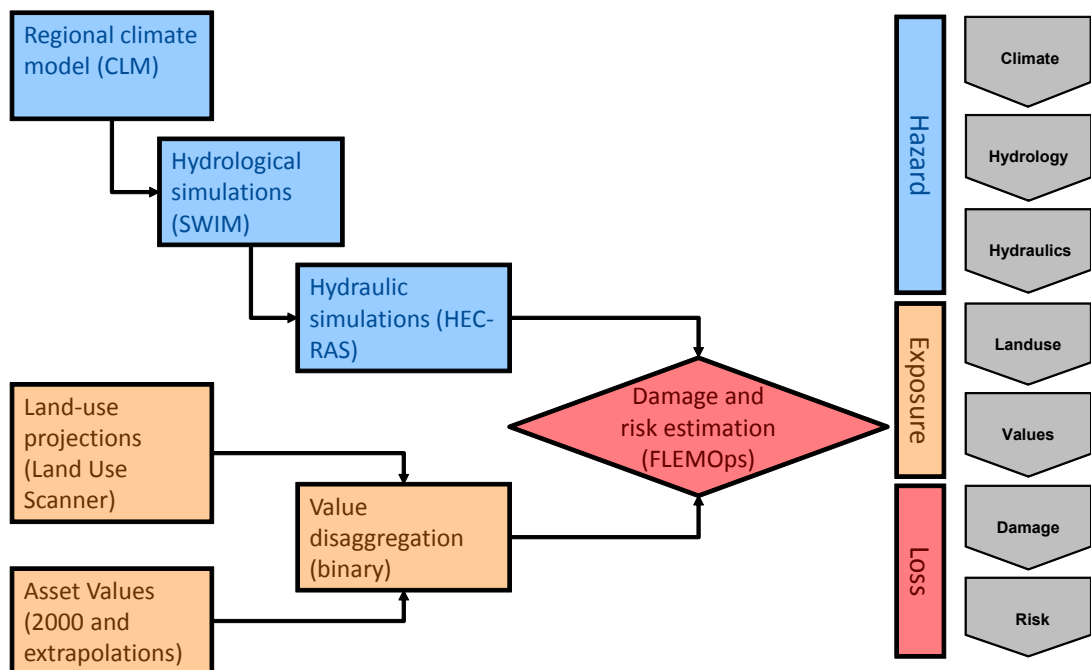 Regional climate
model (CLM)
Hydrological
simulations
(SWIM)
Hydraulic
simulations (HEC-
RAS)
Land-use
projections
(Land Use
Scanner)
Asset Values
(2000 and
extrapolations)
Value
disaggregation
(binary)
Damage and
risk estimation
(FLEMOps)
Hazard
Exposure
Loss
Climate
Hydrology
Hydraulics
Landuse
Values
Damage
Risk